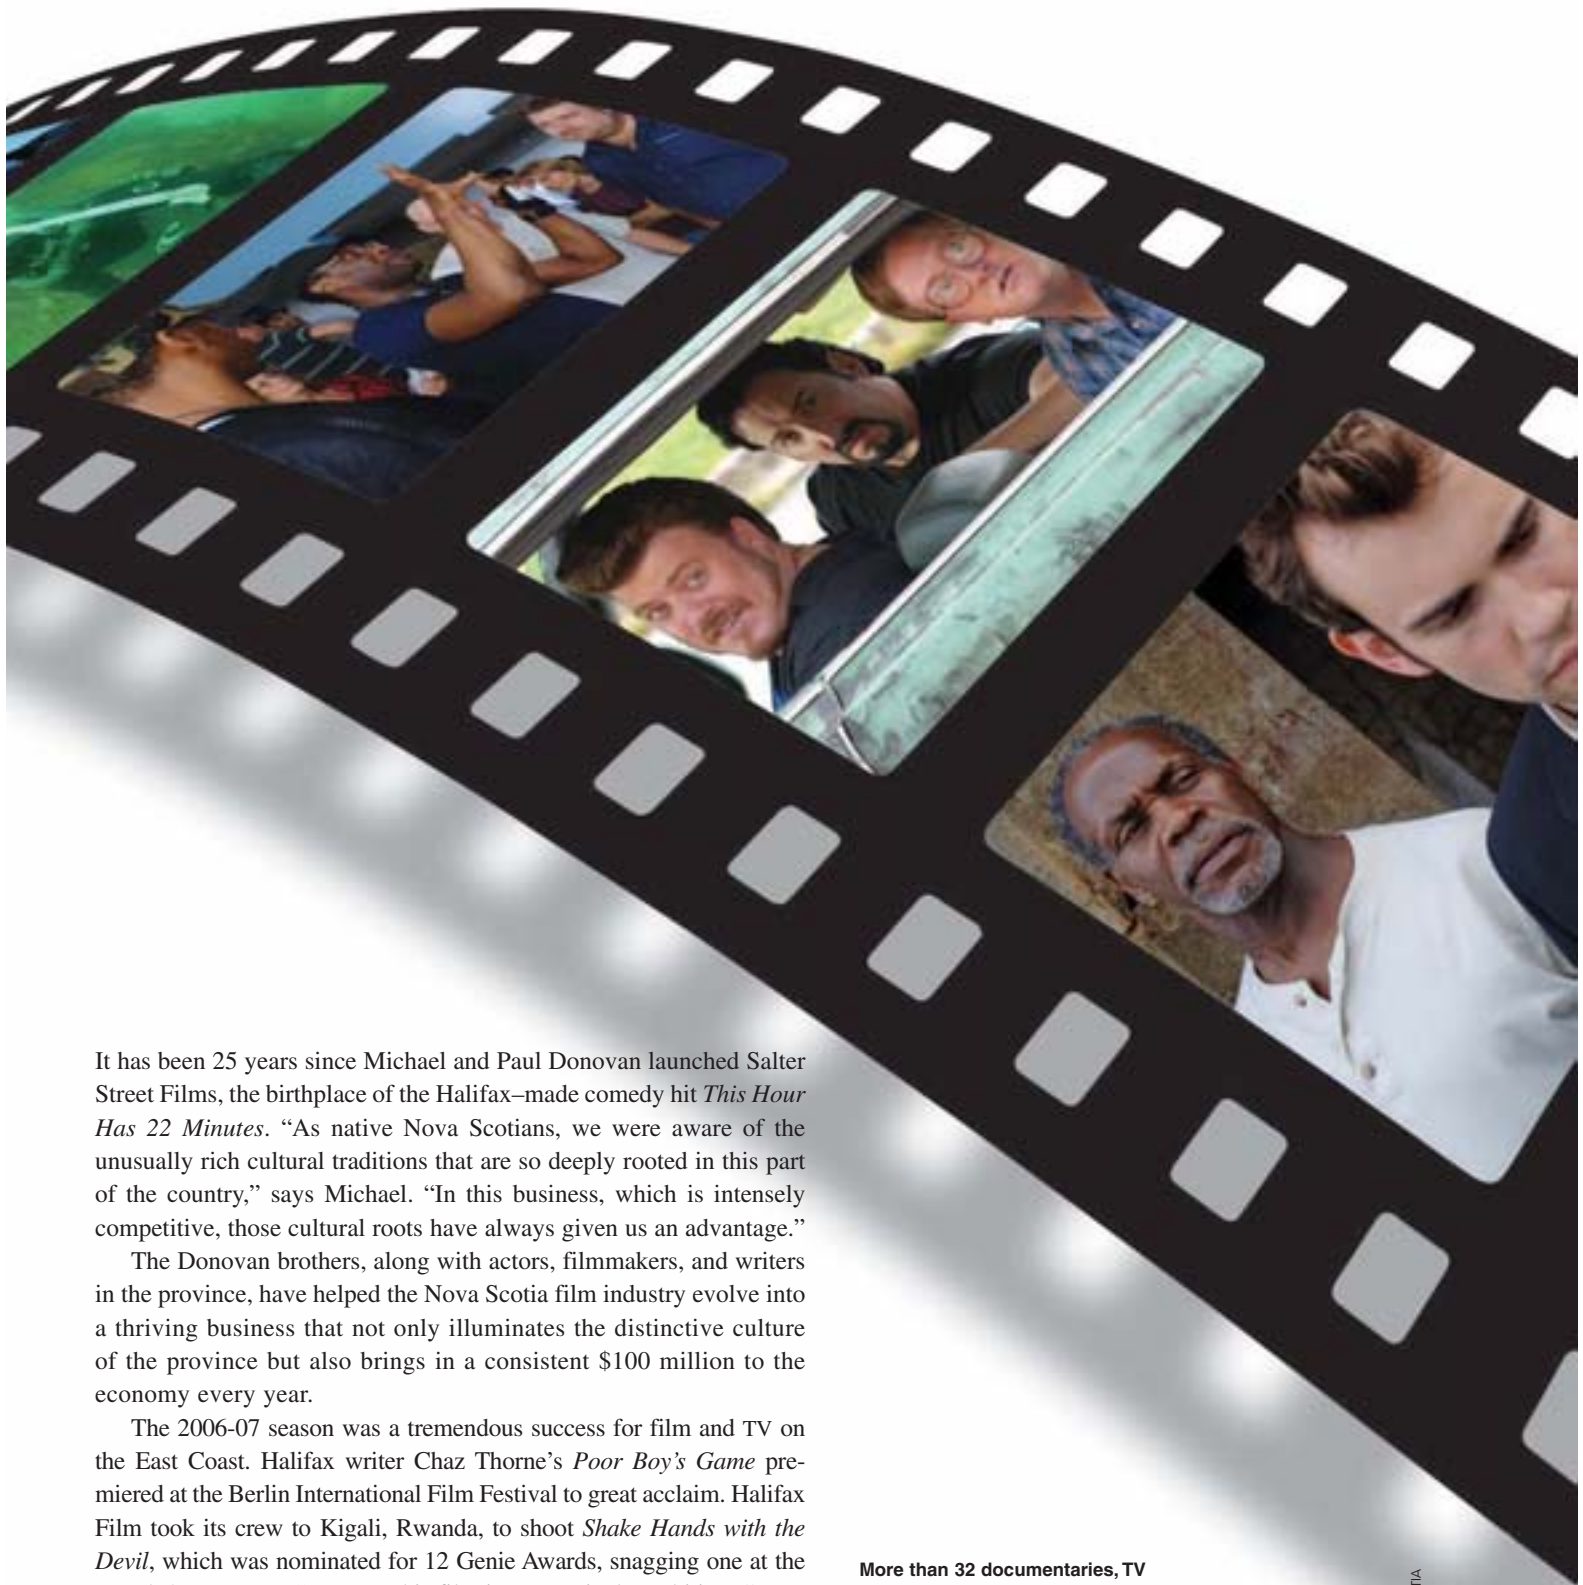 It has been 25 years since Michael and Paul Donovan launched Salter
Street Films, the birthplace of the Halifax–made comedy hit This Hour
Has 22 Minutes. “As native Nova Scotians, we were aware of the
unusually rich cultural traditions that are so deeply rooted in this part
of the country,” says Michael. “In this business, which is intensely
competitive, those cultural roots have always given us an advantage.”
The Donovan brothers, along with actors, filmmakers, and writers
in the province, have helped the Nova Scotia film industry evolve into
a thriving business that not only illuminates the distinctive culture
of the province but also brings in a consistent $100 million to the
economy every year.
The 2006-07 season was a tremendous success for film and TV on
the East Coast. Halifax writer Chaz Thorne’s Poor Boy’s Game pre-
miered at the Berlin International Film Festival to great acclaim. Halifax
Film took its crew to Kigali, Rwanda, to shoot Shake Hands with the
Devil, which was nominated for 12 Genie Awards, snagging one at the
More than 32 documentaries, TV